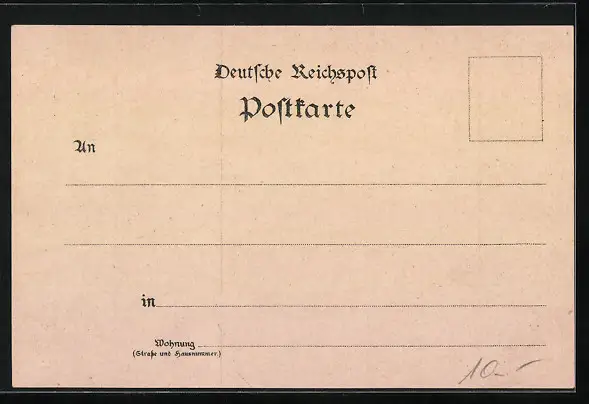 Deutſche Reichspoſt
Poſtkarte
An
in
Wohnung
(Straße und Hausnummer.)
10.-